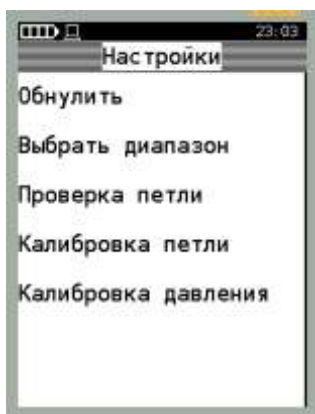 23:03
Настройки
Обнулить
Выбрать диапазон
Проверка петли
Калибровка петли
Калибровка давления